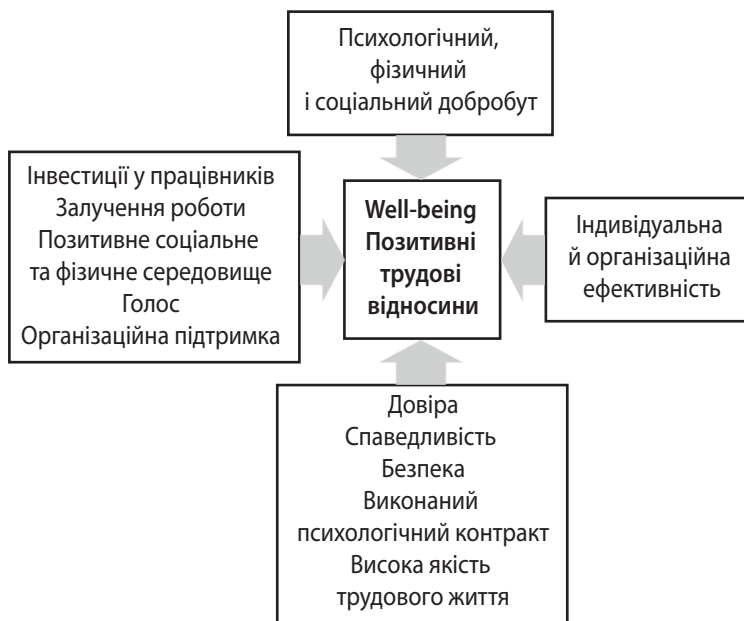 Психологічний,
фізичний
і соціальний добробут
Інвестиції у працівників
Залучення роботи
Позитивне соціальне
та фізичне середовище
Голос
Організаційна підтримка
Well-being
Позитивні
трудові
відносини
Індивідуальна
й організаційна
ефективність
Довіра
Спаведливість
Безпека
Виконаний
психологічний контракт
Висока якість
трудового життя